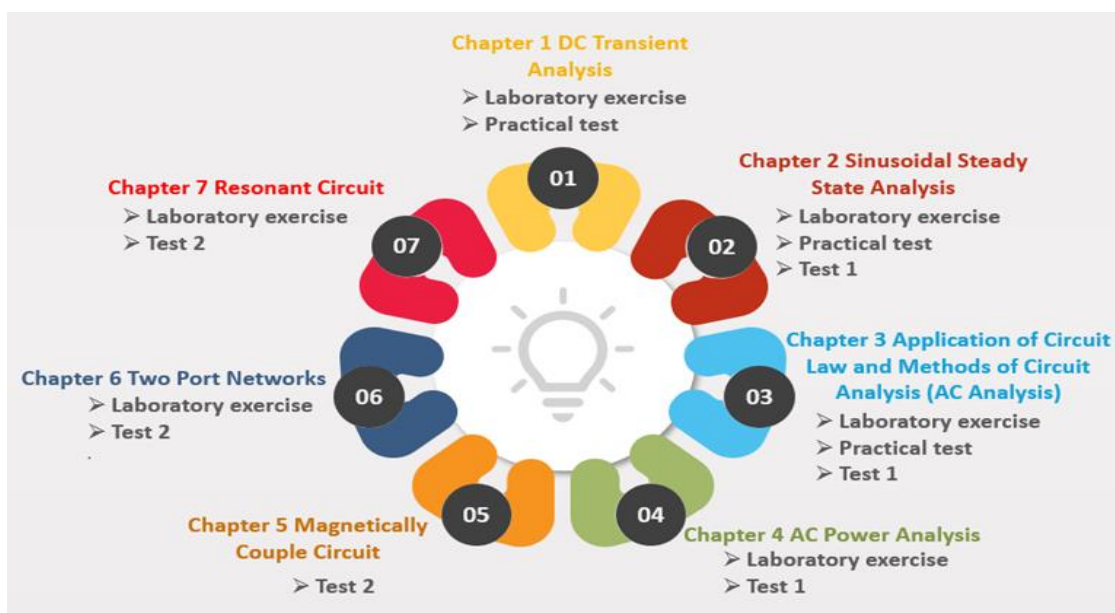 Chapter 1 DC Transient
Analysis
➢ Laboratory exercise
➢ Practical test
01
Chapter 2 Sinusoidal Steady
State Analysis
➢ Laboratory exercise
➢ Practical test
➢ Test 1
02
Chapter 3 Application of Circuit
Law and Methods of Circuit
Analysis (AC Analysis)
➢ Laboratory exercise
➢ Practical test
➢ Test 1
03
Chapter 4 AC Power Analysis
➢ Laboratory exercise
➢ Test 1
04
Chapter 5 Magnetically
Couple Circuit
➢ Test 2
05
Chapter 6 Two Port Networks
➢ Laboratory exercise
➢ Test 2
.
06
Chapter 7 Resonant Circuit
➢ Laboratory exercise
➢ Test 2
07